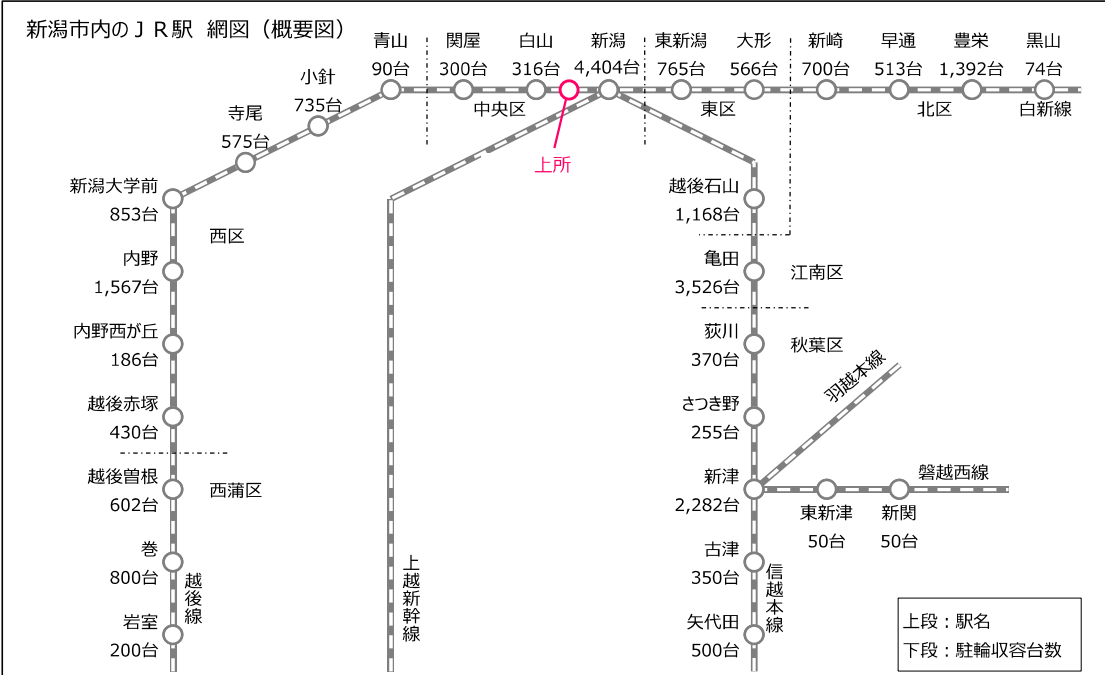 新潟市内のJR駅 網図（概要図）
青山
90台
関屋
300台
白山
316台
新潟
4,404台
東新潟
765台
大形
566台
新崎
700台
早通
513台
豊栄
1,392台
黒山
74台
中央区
東区
北区
白新線
上所
小針
735台
寺尾
575台
新潟大学前
853台
西区
内野
1,567台
内野西が丘
186台
越後赤塚
430台
越後曽根
602台
西蒲区
巻
800台
岩室
200台
越後線
上越新幹線
越後石山
1,168台
亀田
3,526台
江南区
荻川
370台
秋葉区
さつき野
255台
羽越本線
新津
2,282台
磐越西線
東新津
50台
新関
50台
古津
350台
信越本線
矢代田
500台
上段：駅名
下段：駐輪収容台数